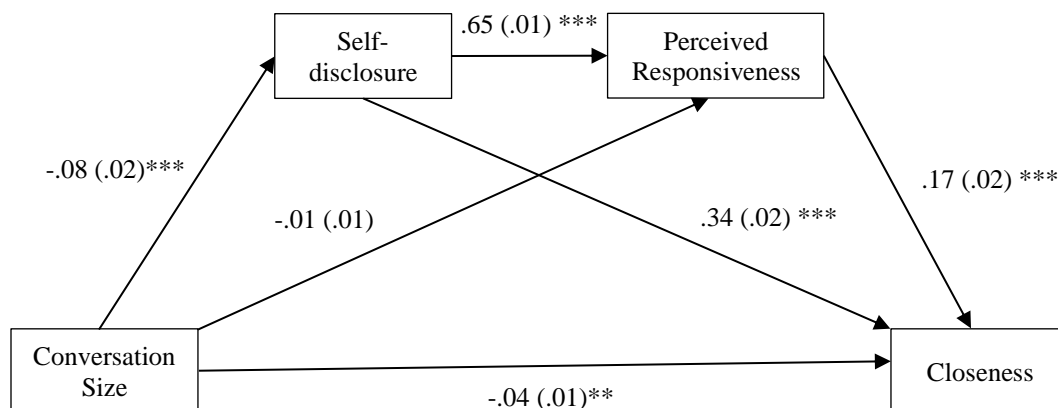 Self-
disclosure
.65 (.01) ***
Perceived
Responsiveness
-.08 (.02)***
-.01 (.01)
.34 (.02) ***
.17 (.02) ***
Conversation
Size
-.04 (.01)**
Closeness